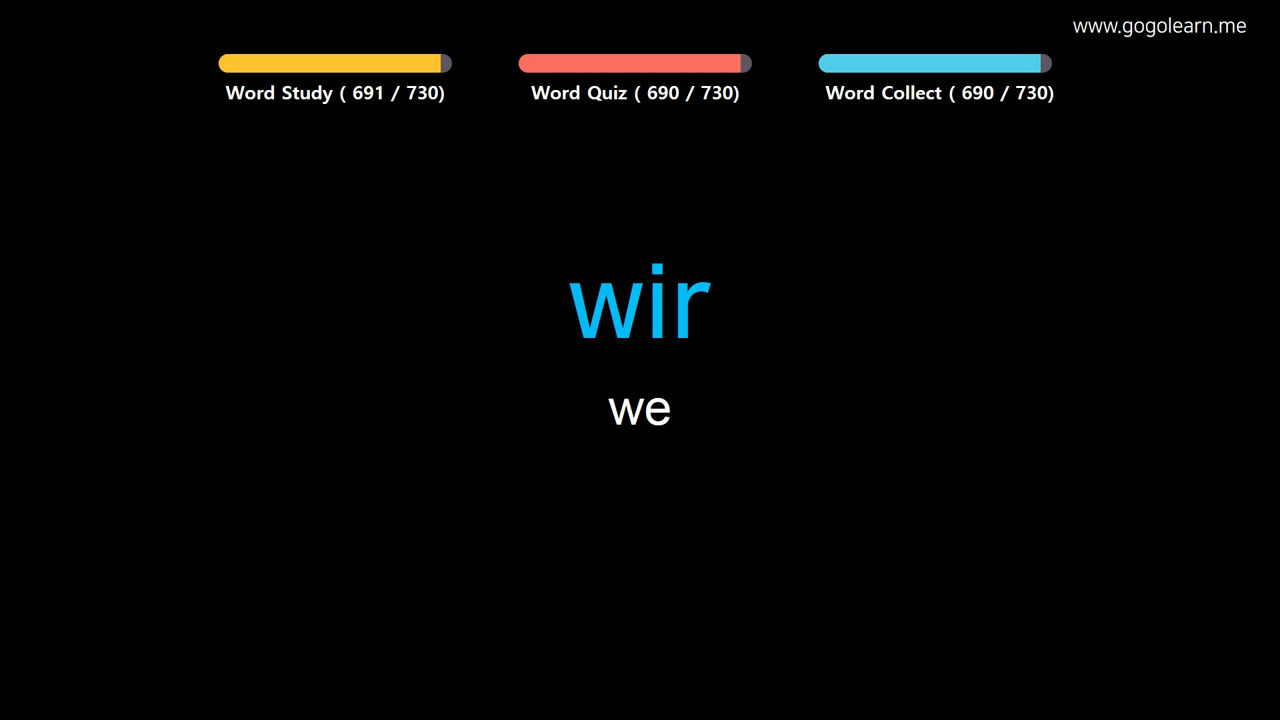 www.gogolearn.me
Word Study ( 691 / 730)
Word Quiz ( 690 / 730)
Word Collect ( 690 / 730)
wir
we